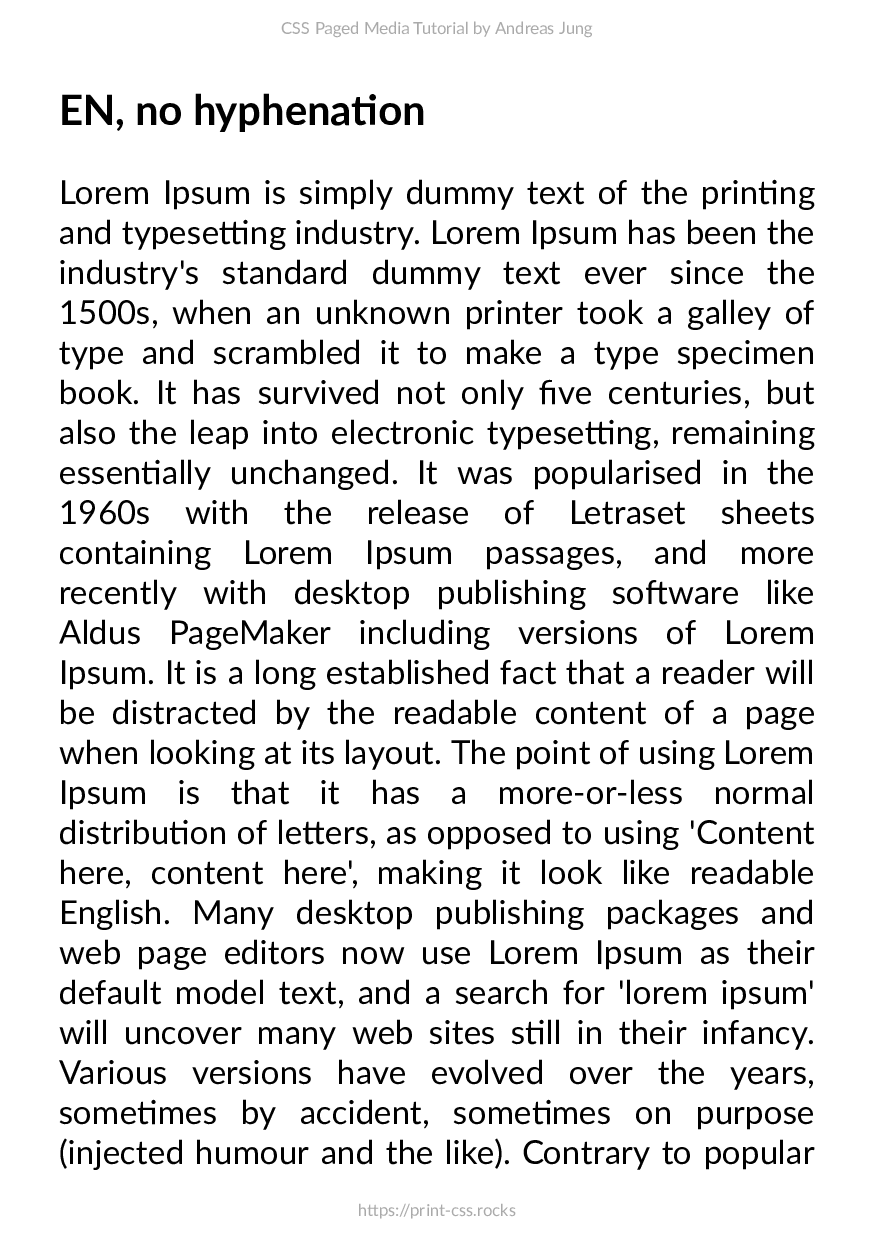 CSS Paged Media Tutorial by Andreas Jung
EN, no hyphenation
Lorem Ipsum is simply dummy text of the printing
and typesetting industry. Lorem Ipsum has been the
industry's standard dummy text ever since the
1500s, when an unknown printer took a galley of
type and scrambled it to make a type specimen
book. It has survived not only five centuries, but
also the leap into electronic typesetting, remaining
essentially unchanged. It was popularised in the
1960s with the release of Letraset sheets
containing Lorem Ipsum passages, and more
recently with desktop publishing software like
Aldus PageMaker including versions of Lorem
Ipsum. It is a long established fact that a reader will
be distracted by the readable content of a page
when looking at its layout. The point of using Lorem
Ipsum is that it has a more-or-less normal
distribution of letters, as opposed to using 'Content
here, content here', making it look like readable
English. Many desktop publishing packages and
web page editors now use Lorem Ipsum as their
default model text, and a search for 'lorem ipsum'
will uncover many web sites still in their infancy.
Various versions have evolved over the years,
sometimes by accident, sometimes on purpose
(injected humour and the like). Contrary to popular
https://print-css.rocks